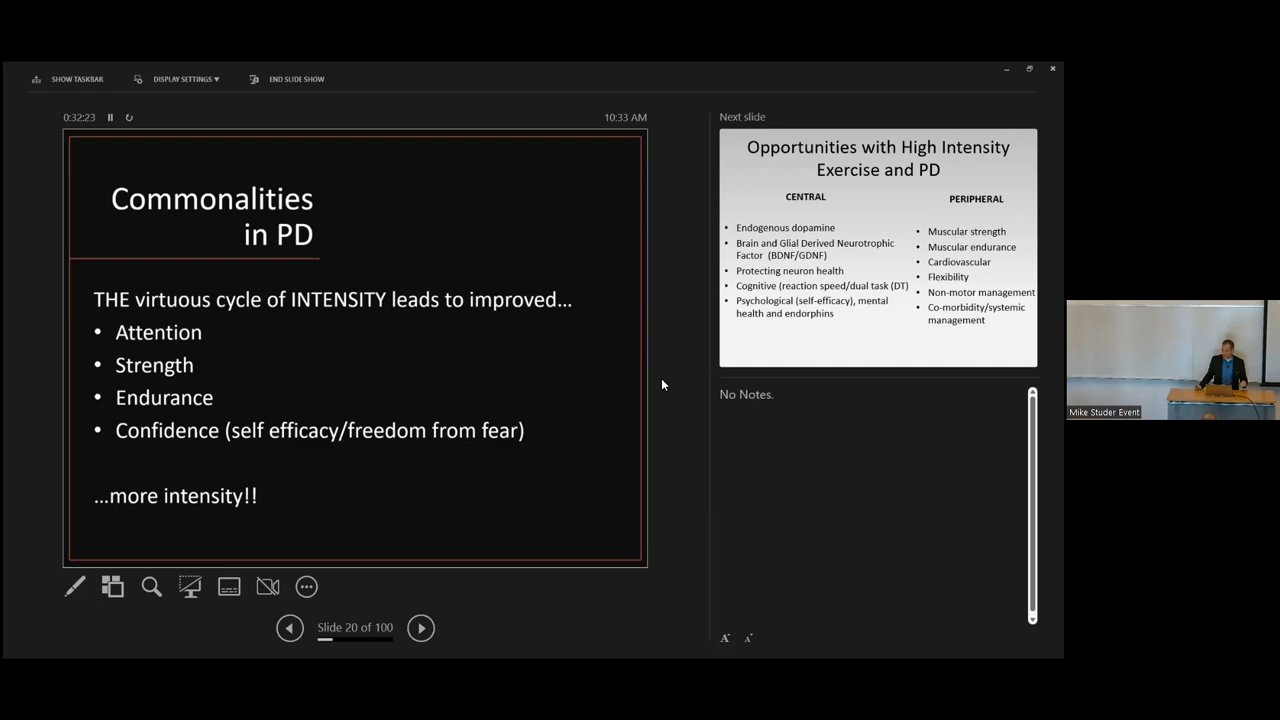 SHOW TASKBAR
DISPLAY SETTINGS ▼
END SLIDE SHOW
0:32:23
10:33 AM
Commonalities
in PD
THE virtuous cycle of INTENSITY leads to improved…
• Attention
• Strength
• Endurance
• Confidence (self efficacy/freedom from fear)
…more intensity!!
Slide 20 of 100
Next slide
Opportunities with High Intensity
Exercise and PD
CENTRAL
• Endogenous dopamine
• Brain and Glial Derived Neurotrophic
Factor (BDNF/GDNF)
• Protecting neuron health
• Cognitive (reaction speed/dual task (DT)
• Psychological (self-efficacy), mental
health and endorphins
PERIPHERAL
• Muscular strength
• Muscular endurance
• Cardiovascular
• Flexibility
• Non-motor management
• Co-morbidity/systemic
management
No Notes.
A A
Mike Studer Event